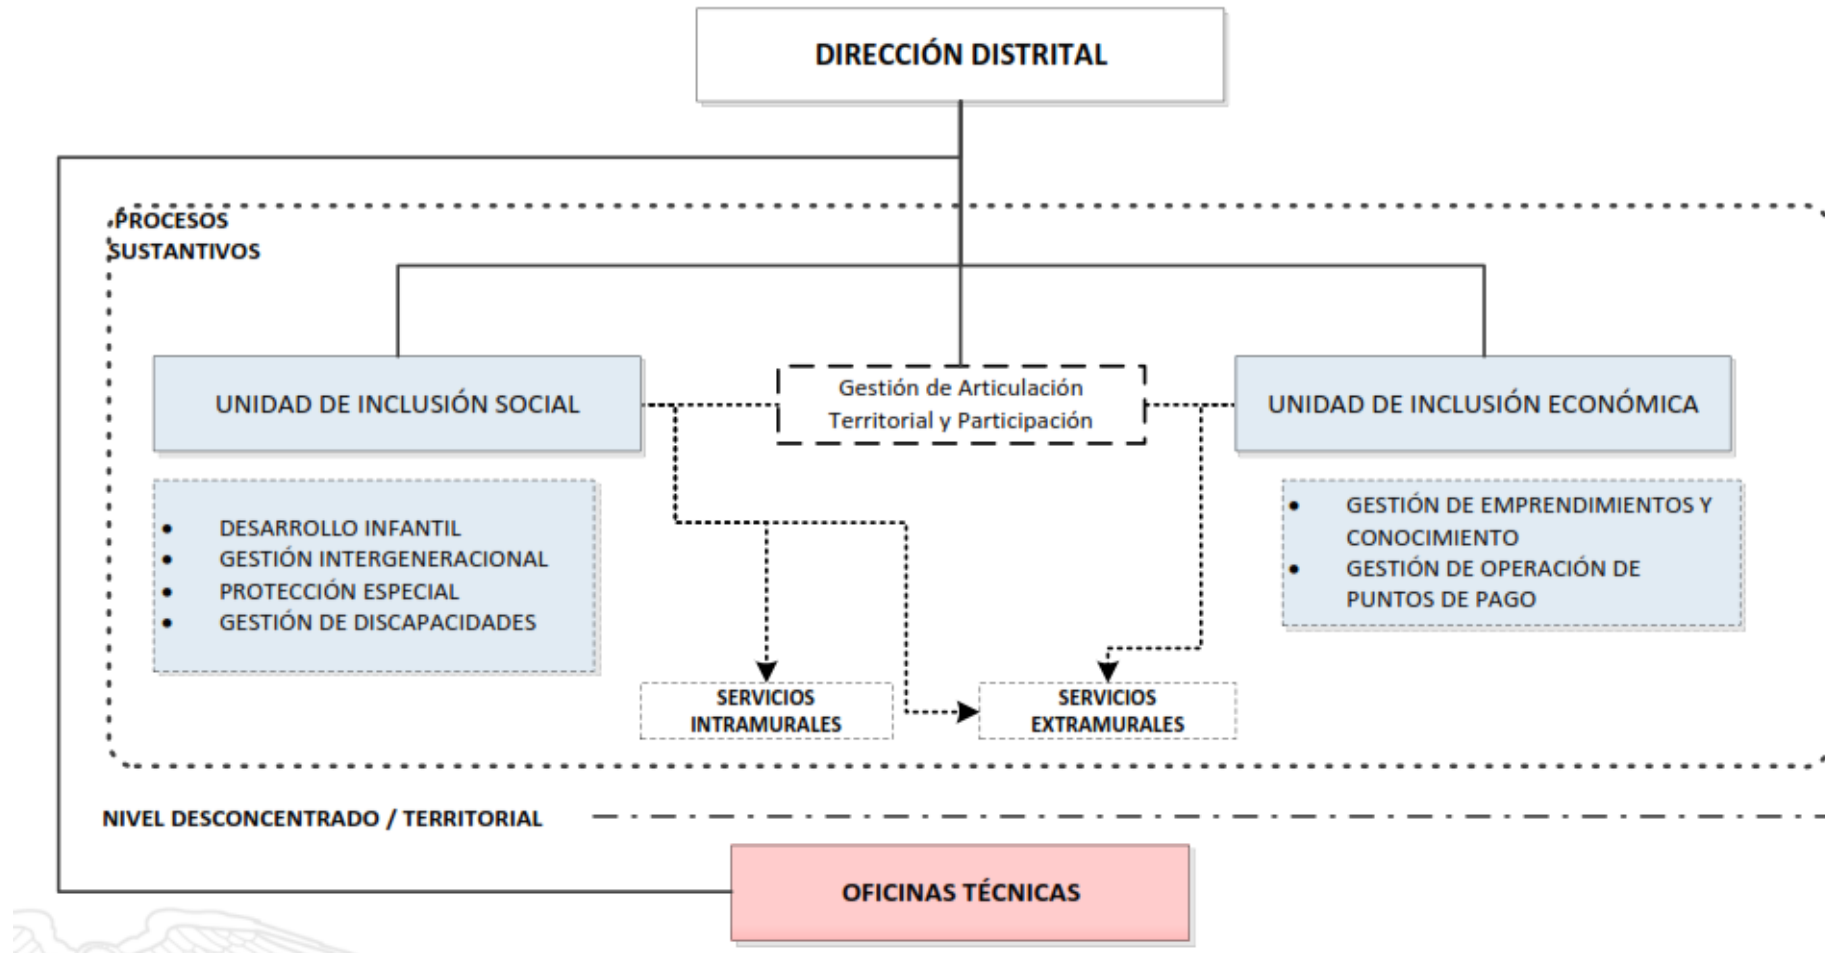 DIRECCIÓN DISTRITAL
PROCESOS
SUSTANTIVOS
UNIDAD DE INCLUSIÓN SOCIAL
Gestión de Articulación
Territorial y Participación
UNIDAD DE INCLUSIÓN ECONÓMICA
• DESARROLLO INFANTIL
• GESTIÓN INTERGENERACIONAL
• PROTECCIÓN ESPECIAL
• GESTIÓN DE DISCAPACIDADES
• GESTIÓN DE EMPRENDIMIENTOS Y
CONOCIMIENTO
• GESTIÓN DE OPERACIÓN DE
PUNTOS DE PAGO
SERVICIOS
INTRAMURALES
SERVICIOS
EXTRAMURALES
NIVEL DESCONCENTRADO / TERRITORIAL
OFICINAS TÉCNICAS